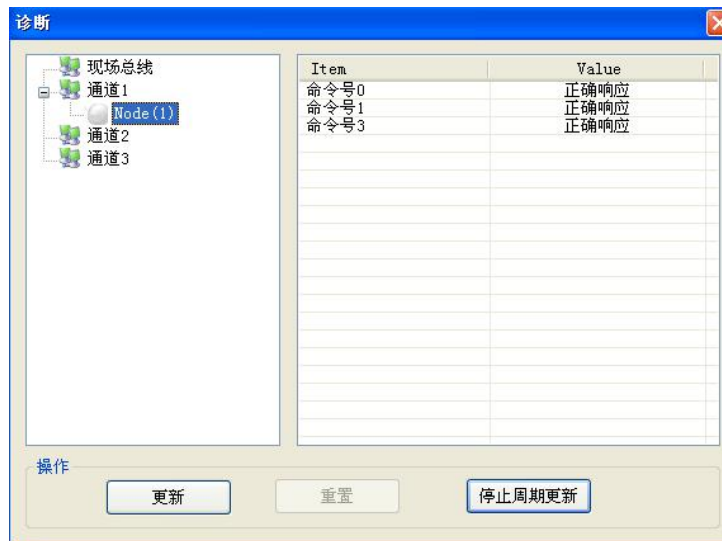 诊断
现场总线
通道1
Node(1)
通道2
通道3
Item Value
命令号0 正确响应
命令号1 正确响应
命令号3 正确响应
操作
更新 重置 停止周期更新